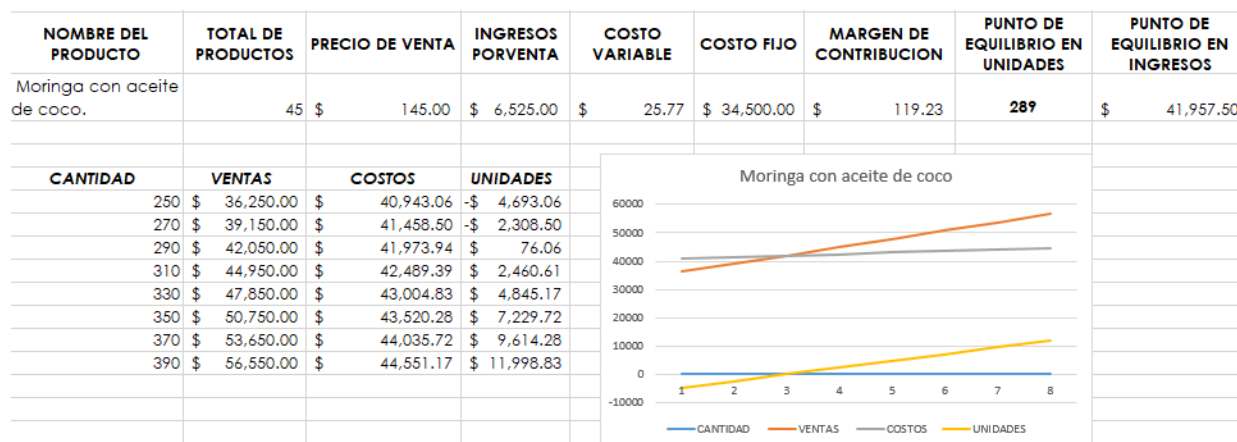 NOMBRE DEL PRODUCTO	TOTAL DE PRODUCTOS	PRECIO DE VENTA	INGRESOS PORVENTA	COSTO VARIABLE	COSTO FIJO	MARGEN DE CONTRIBUCION	PUNTO DE EQUILIBRIO EN UNIDADES	PUNTO DE EQUILIBRIO EN INGRESOS
Moringa con aceite de coco.	45	$ 145.00	$ 6,525.00	$ 25.77	$ 34,500.00	$ 119.23	289	$ 41,957.50
CANTIDAD	VENTAS	COSTOS	UNIDADES
250	$ 36,250.00	$ 40,943.06	-$ 4,693.06
270	$ 39,150.00	$ 41,458.50	-$ 2,308.50
290	$ 42,050.00	$ 41,973.94	$ 76.06
310	$ 44,950.00	$ 42,489.39	$ 2,460.61
330	$ 47,850.00	$ 43,004.83	$ 4,845.17
350	$ 50,750.00	$ 43,520.28	$ 7,229.72
370	$ 53,650.00	$ 44,035.72	$ 9,614.28
390	$ 56,550.00	$ 44,551.17	$ 11,998.83
Moringa con aceite de coco
60000
50000
40000
30000
20000
10000
0
1 2 3 4 5 6 7 8
-10000
CANTIDAD VENTAS COSTOS UNIDADES